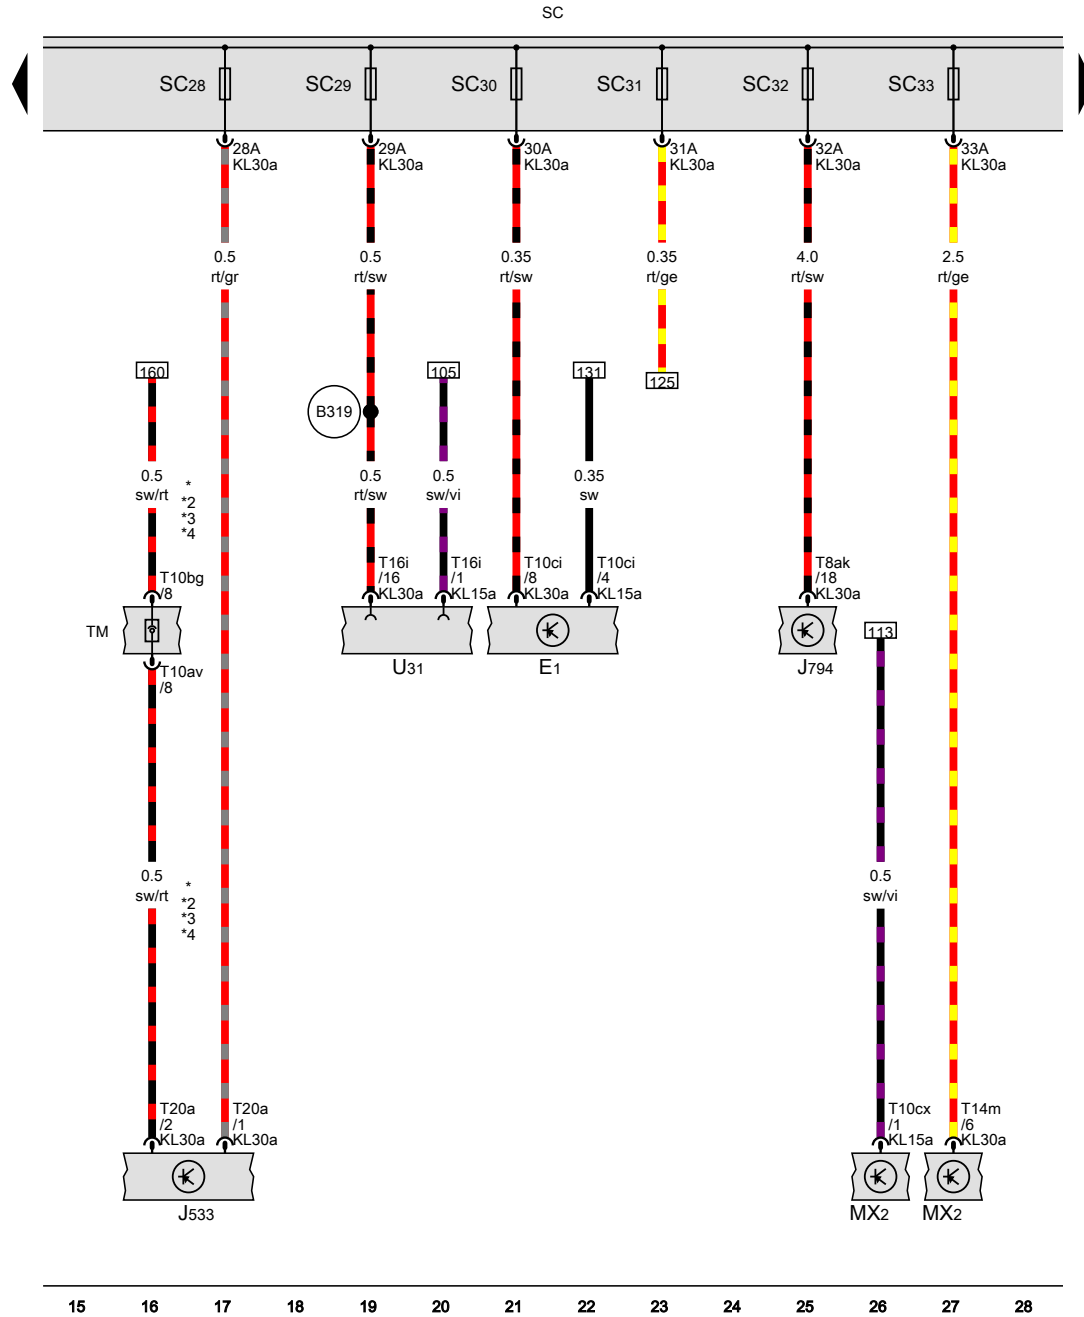 SC
SC28 SC29 SC30 SC31 SC32 SC33
28A 29A 30A 31A 32A 33A
KL30a KL30a KL30a KL30a KL30a KL30a
0.5 0.5 0.35 0.35 4.0 2.5
rt/gr rt/sw rt/sw rt/ge rt/sw rt/ge
160 105 131 125
B319
0.5 0.5 0.5 0.35
sw/rt rt/sw sw/vi sw
*
*2
*3
*4
T16i T16i T10ci T10ci T8ak
/16 /1 /8 /4 /18
KL30a KL15a KL30a KL15a KL30a
T10bg
/8
TM
113
U31 E1 J794
T10av
/8
0.5 0.5
sw/rt sw/vi
*
*2
*3
*4
T20a T20a T10cx T14m
/2 /1 /1 /6
KL30a KL30a KL15a KL30a
J533 MX2 MX2
15 16 17 18 19 20 21 22 23 24 25 26 27 28